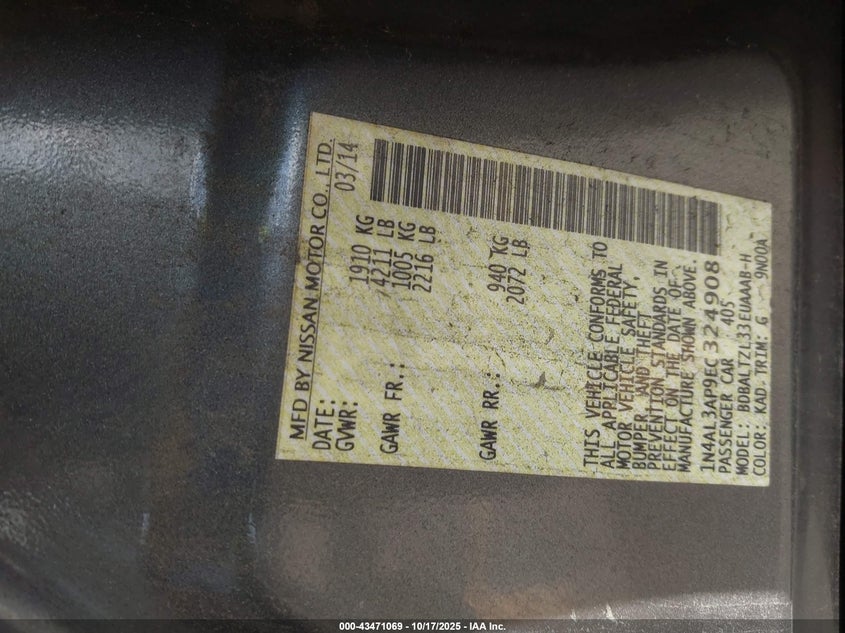 MFD BY NISSAN MOTOR CO., LTD.
DATE: 03/14
GVWR: 1910 KG
4211 LB
GAWR FR.: 1005 KG
2216 LB
GAWR RR.: 940 KG
2072 LB
THIS VEHICLE CONFORMS TO
ALL APPLICABLE FEDERAL
MOTOR VEHICLE SAFETY,
BUMPER, AND THEFT
PREVENTION STANDARDS IN
EFFECT ON THE DATE OF
MANUFACTURE SHOWN ABOVE.
1N4AL3AP9EC324908
PASSENGER CAR 405
MODEL: BDBALTZL33EUAAAB-H
COLOR: KAD TRIM: G 9N00A
000-43471069 - 10/17/2025 - IAA Inc.